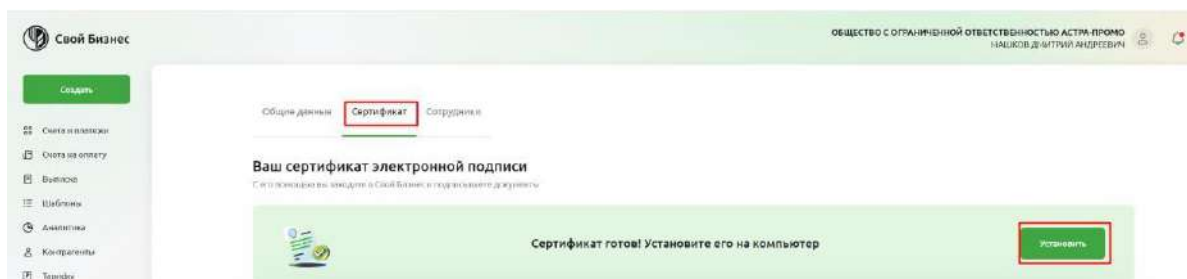 Свой Бизнес
ОБЩЕСТВО С ОГРАНИЧЕННОЙ ОТВЕТСТВЕННОСТЬЮ АСТРА-ПРОМО
ДМИТРИЙ АНДРЕЕВИЧ
Создать
Общие данные Сертификат Сотрудники
Счета и платежи
Счета на оплату
Выписка
Шаблоны
Аналитика
Контрагенты
Ваш сертификат электронной подписи
С его помощью вы заходите в Свой Бизнес и подписываете документы
Сертификат готов! Установите его на компьютер
Установить